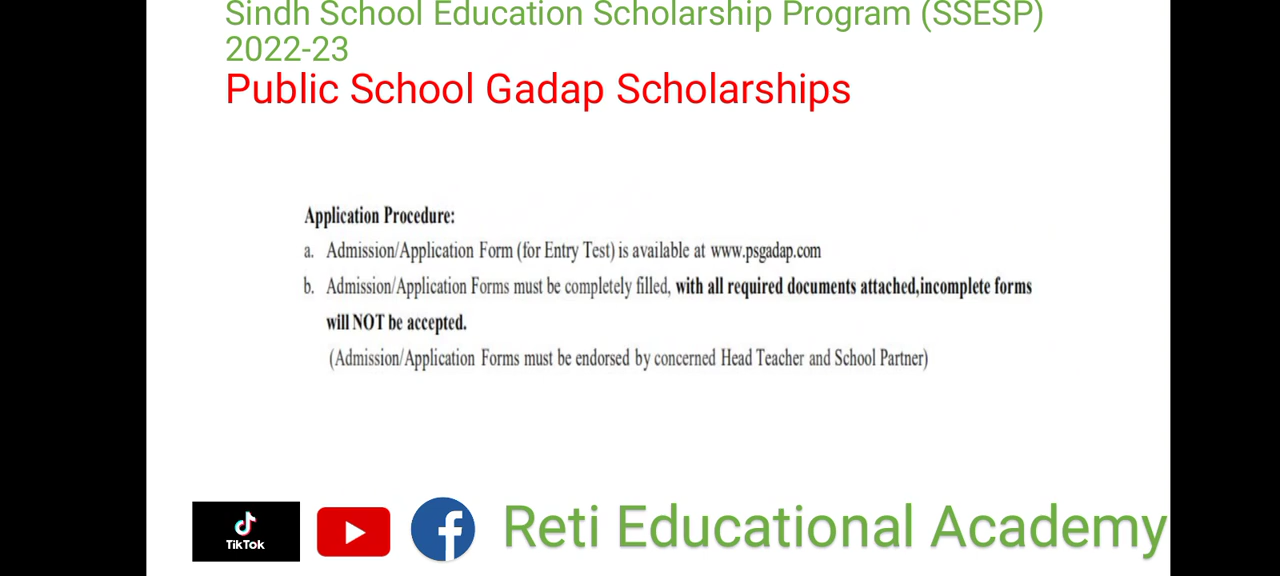 Sindh School Education Scholarship Program (SSESP)
2022-23
Public School Gadap Scholarships
Application Procedure:
a. Admission/Application Form (for Entry Test) is available at www.psgadap.com
b. Admission/Application Forms must be completely filled, with all required documents attached,incomplete forms
will NOT be accepted.
(Admission/Application Forms must be endorsed by concerned Head Teacher and School Partner)
TikTok
Reti Educational Academy